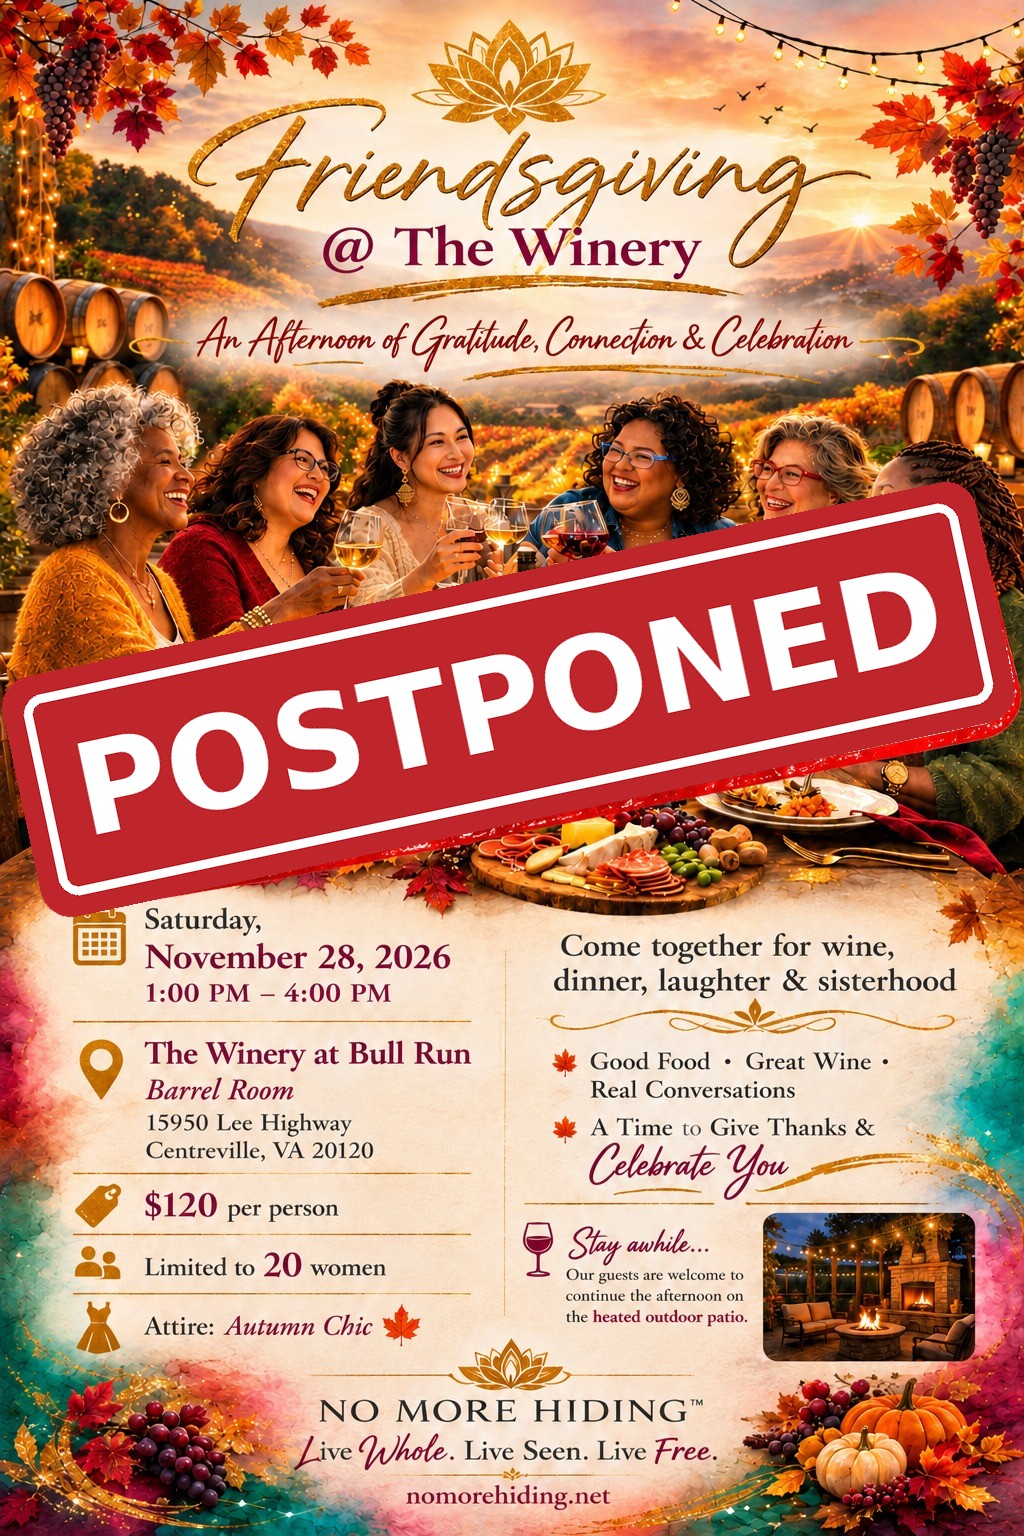 Friendsgiving
@ The Winery
An Afternoon of Gratitude, Connection & Celebration
POSTPONED
Saturday,
November 28, 2026
1:00 PM – 4:00 PM
The Winery at Bull Run
Barrel Room
15950 Lee Highway
Centreville, VA 20120
$120 per person
Limited to 20 women
Attire: Autumn Chic
Come together for wine,
dinner, laughter & sisterhood
Good Food • Great Wine •
Real Conversations
A Time to Give Thanks &
Celebrate You
Stay awhile...
Our guests are welcome to
continue the afternoon on
the heated outdoor patio.
NO MORE HIDING™
Live Whole. Live Seen. Live Free.
nomorehiding.net